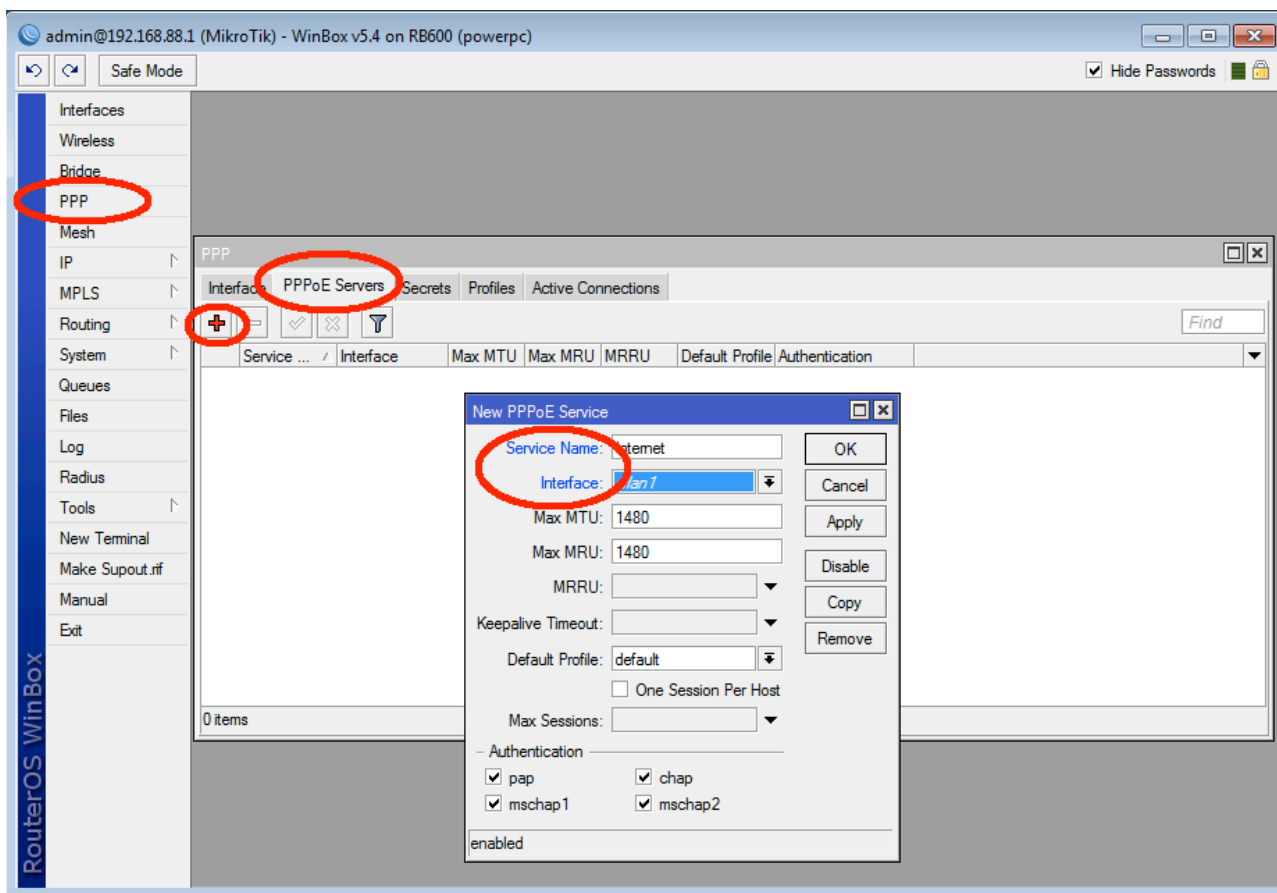 admin@192.168.88.1 (MikroTik) - WinBox v5.4 on RB600 (powerpc)
Safe Mode
Hide Passwords
Interfaces
Wireless
Bridge
PPP
Mesh
IP
MPLS
Routing
System
Queues
Files
Log
Radius
Tools
New Terminal
Make Supout.rif
Manual
Exit
RouterOS WinBox
PPP
Interface PPPoE Servers Secrets Profiles Active Connections
Find
Service ... Interface Max MTU Max MRU MRRU Default Profile Authentication
0 items
New PPPoE Service
Service Name: Internet
Interface: wlan1
Max MTU: 1480
Max MRU: 1480
MRRU:
Keepalive Timeout:
Default Profile: default
One Session Per Host
Max Sessions:
Authentication
pap chap
mschap1 mschap2
enabled
OK
Cancel
Apply
Disable
Copy
Remove